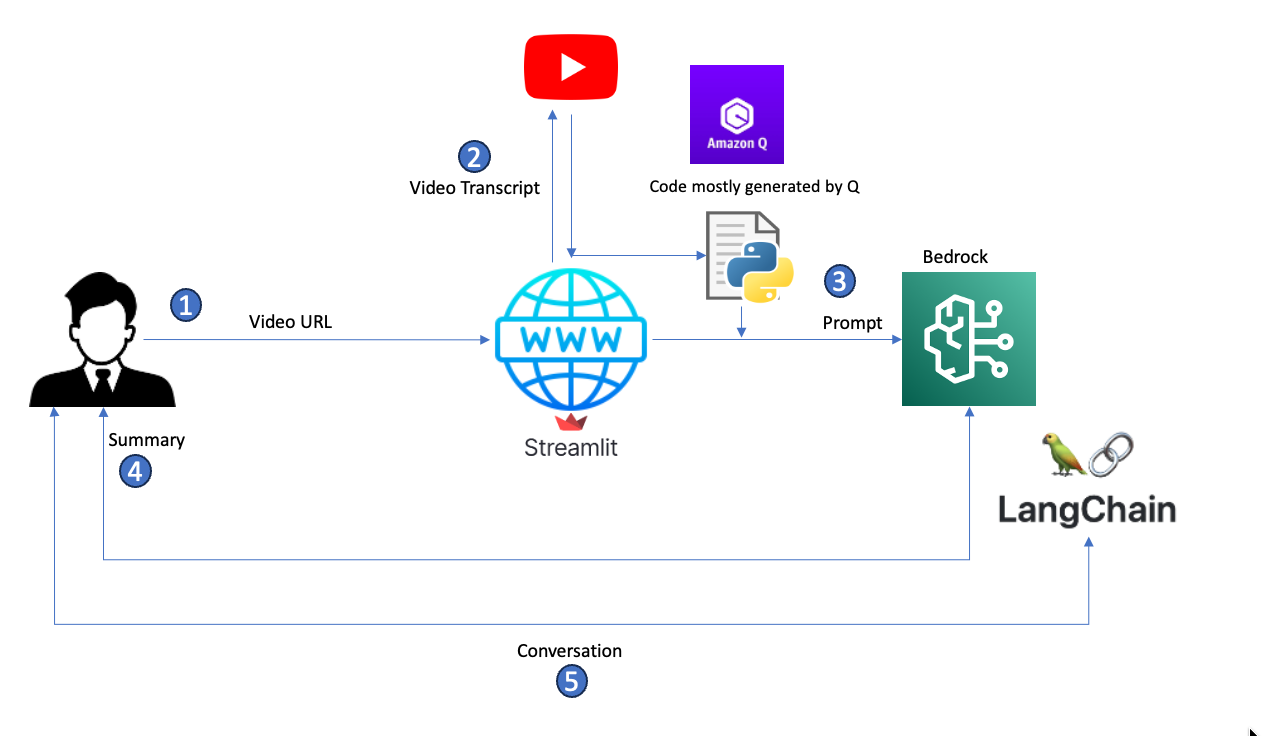 Amazon Q
2
Video Transcript
Code mostly generated by Q
Bedrock
3
1
Video URL
Prompt
WWW
Streamlit
Summary
4
LangChain
Conversation
5